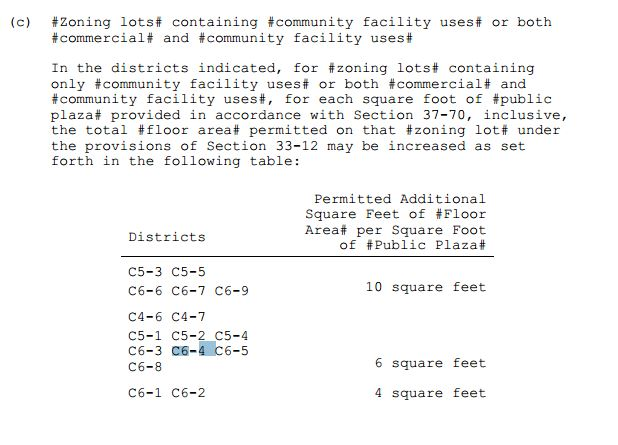 (c) #Zoning lots# containing #community facility uses# or both
#commercial# and #community facility uses#
In the districts indicated, for #zoning lots# containing
only #community facility uses# or both #commercial# and
#community facility uses#, for each square foot of #public
plaza# provided in accordance with Section 37-70, inclusive,
the total #floor area# permitted on that #zoning lot# under
the provisions of Section 33-12 may be increased as set
forth in the following table:
Permitted Additional
Square Feet of #Floor
Area# per Square Foot
Districts of #Public Plaza#
C5-3 C5-5
C6-6 C6-7 C6-9 10 square feet
C4-6 C4-7
C5-1 C5-2 C5-4
C6-3 C6-4 C6-5
C6-8 6 square feet
C6-1 C6-2 4 square feet